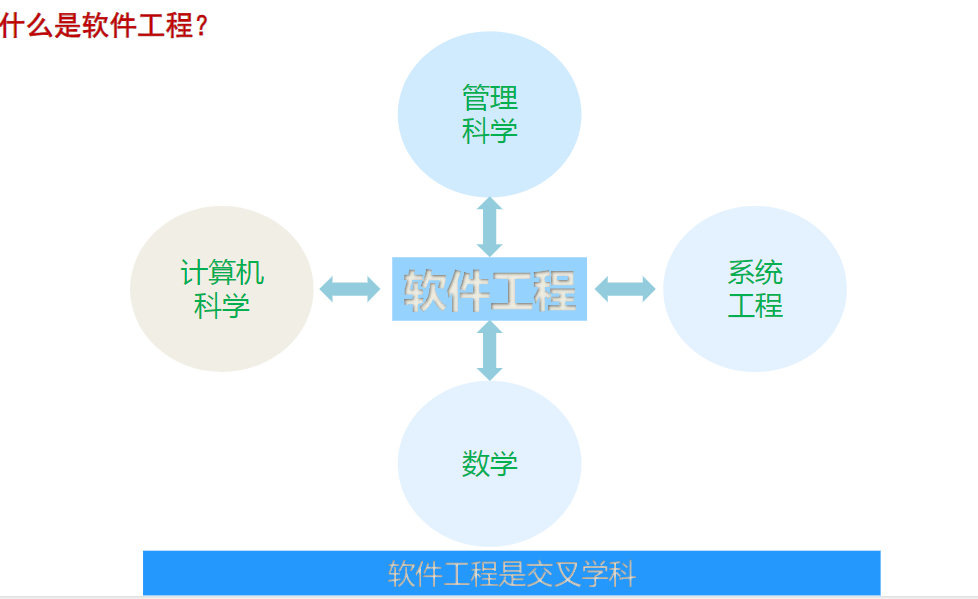 什么是软件工程？
管理
科学
计算机
科学
软件工程
系统
工程
数学
软件工程是交叉学科